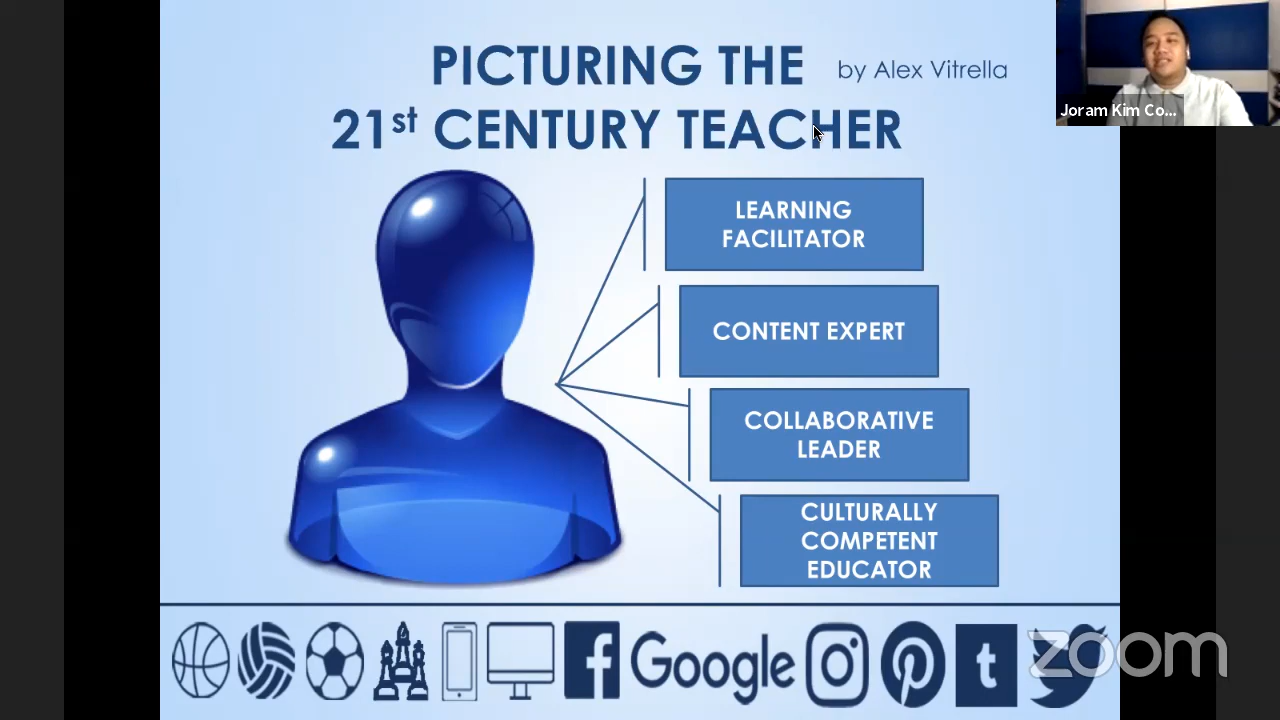 PICTURING THE by Alex Vitrella
21st CENTURY TEACHER
Joram Kim Co...
LEARNING
FACILITATOR
CONTENT EXPERT
COLLABORATIVE
LEADER
CULTURALLY
COMPETENT
EDUCATOR
f Google t
zoom